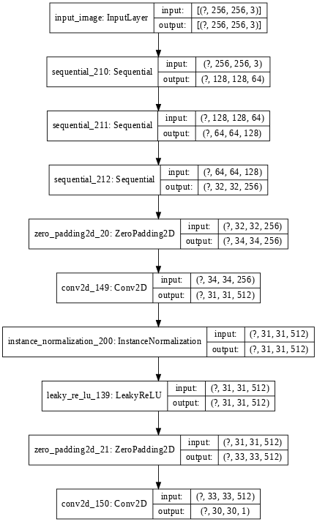 input_image: InputLayer
input: [(?, 256, 256, 3)]
output: [(?, 256, 256, 3)]
sequential_210: Sequential
input: (?, 256, 256, 3)
output: (?, 128, 128, 64)
sequential_211: Sequential
input: (?, 128, 128, 64)
output: (?, 64, 64, 128)
sequential_212: Sequential
input: (?, 64, 64, 128)
output: (?, 32, 32, 256)
zero_padding2d_20: ZeroPadding2D
input: (?, 32, 32, 256)
output: (?, 34, 34, 256)
conv2d_149: Conv2D
input: (?, 34, 34, 256)
output: (?, 31, 31, 512)
instance_normalization_200: InstanceNormalization
input: (?, 31, 31, 512)
output: (?, 31, 31, 512)
leaky_re_lu_139: LeakyReLU
input: (?, 31, 31, 512)
output: (?, 31, 31, 512)
zero_padding2d_21: ZeroPadding2D
input: (?, 31, 31, 512)
output: (?, 33, 33, 512)
conv2d_150: Conv2D
input: (?, 33, 33, 512)
output: (?, 30, 30, 1)